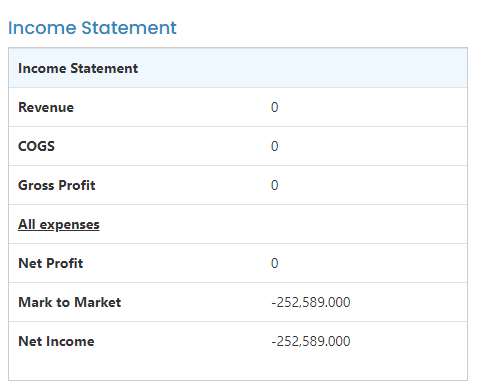 Income Statement
Income Statement
Revenue 0
COGS 0
Gross Profit 0
All expenses
Net Profit 0
Mark to Market -252,589.000
Net Income -252,589.000